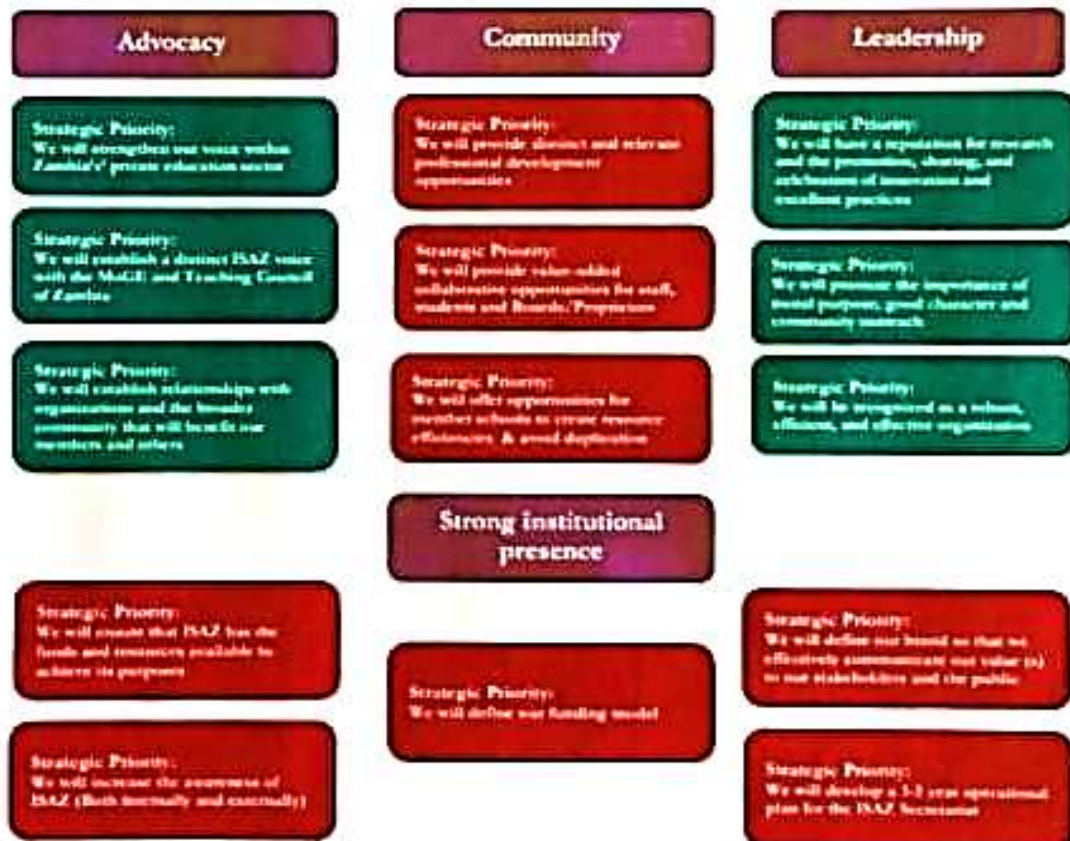 Advocacy
Strategic Priority:
We will strengthen our voice within
Zambia's' private education sector
Strategic Priority:
We will establish a distinct ISAZ voice
with the MoGE and Teaching Council
of Zambia
Strategic Priority:
We will establish relationships with
organizations and the broader
community that will benefit our
members and others
Community
Strategic Priority:
We will provide distinct and relevant
professional development
opportunities
Strategic Priority:
We will provide value-added
collaborative opportunities for staff,
students and Boards/Proprietors
Strategic Priority:
We will offer opportunities for
member schools to create resource
efficiencies & avoid duplication
Leadership
Strategic Priority:
We will have a reputation for research
and the promotion, sharing, and
celebration of innovation and
excellent practices
Strategic Priority:
We will promote the importance of
moral purpose, good character and
community outreach.
Strategic Priority:
We will be recognized as a robust,
efficient, and effective organization
Strong institutional
presence
Strategic Priority:
We will ensure that ISAZ has the
funds and resources available to
achieve its purposes
Strategic Priority:
We will increase the awareness of
ISAZ (Both internally and externally)
Strategic Priority:
We will define our funding model
Strategic Priority:
We will define our brand so that we
effectively communicate our value (s)
to our stakeholders and the public
Strategic Priority:
We will develop a year operational
plan for the ISAZ Secretariat